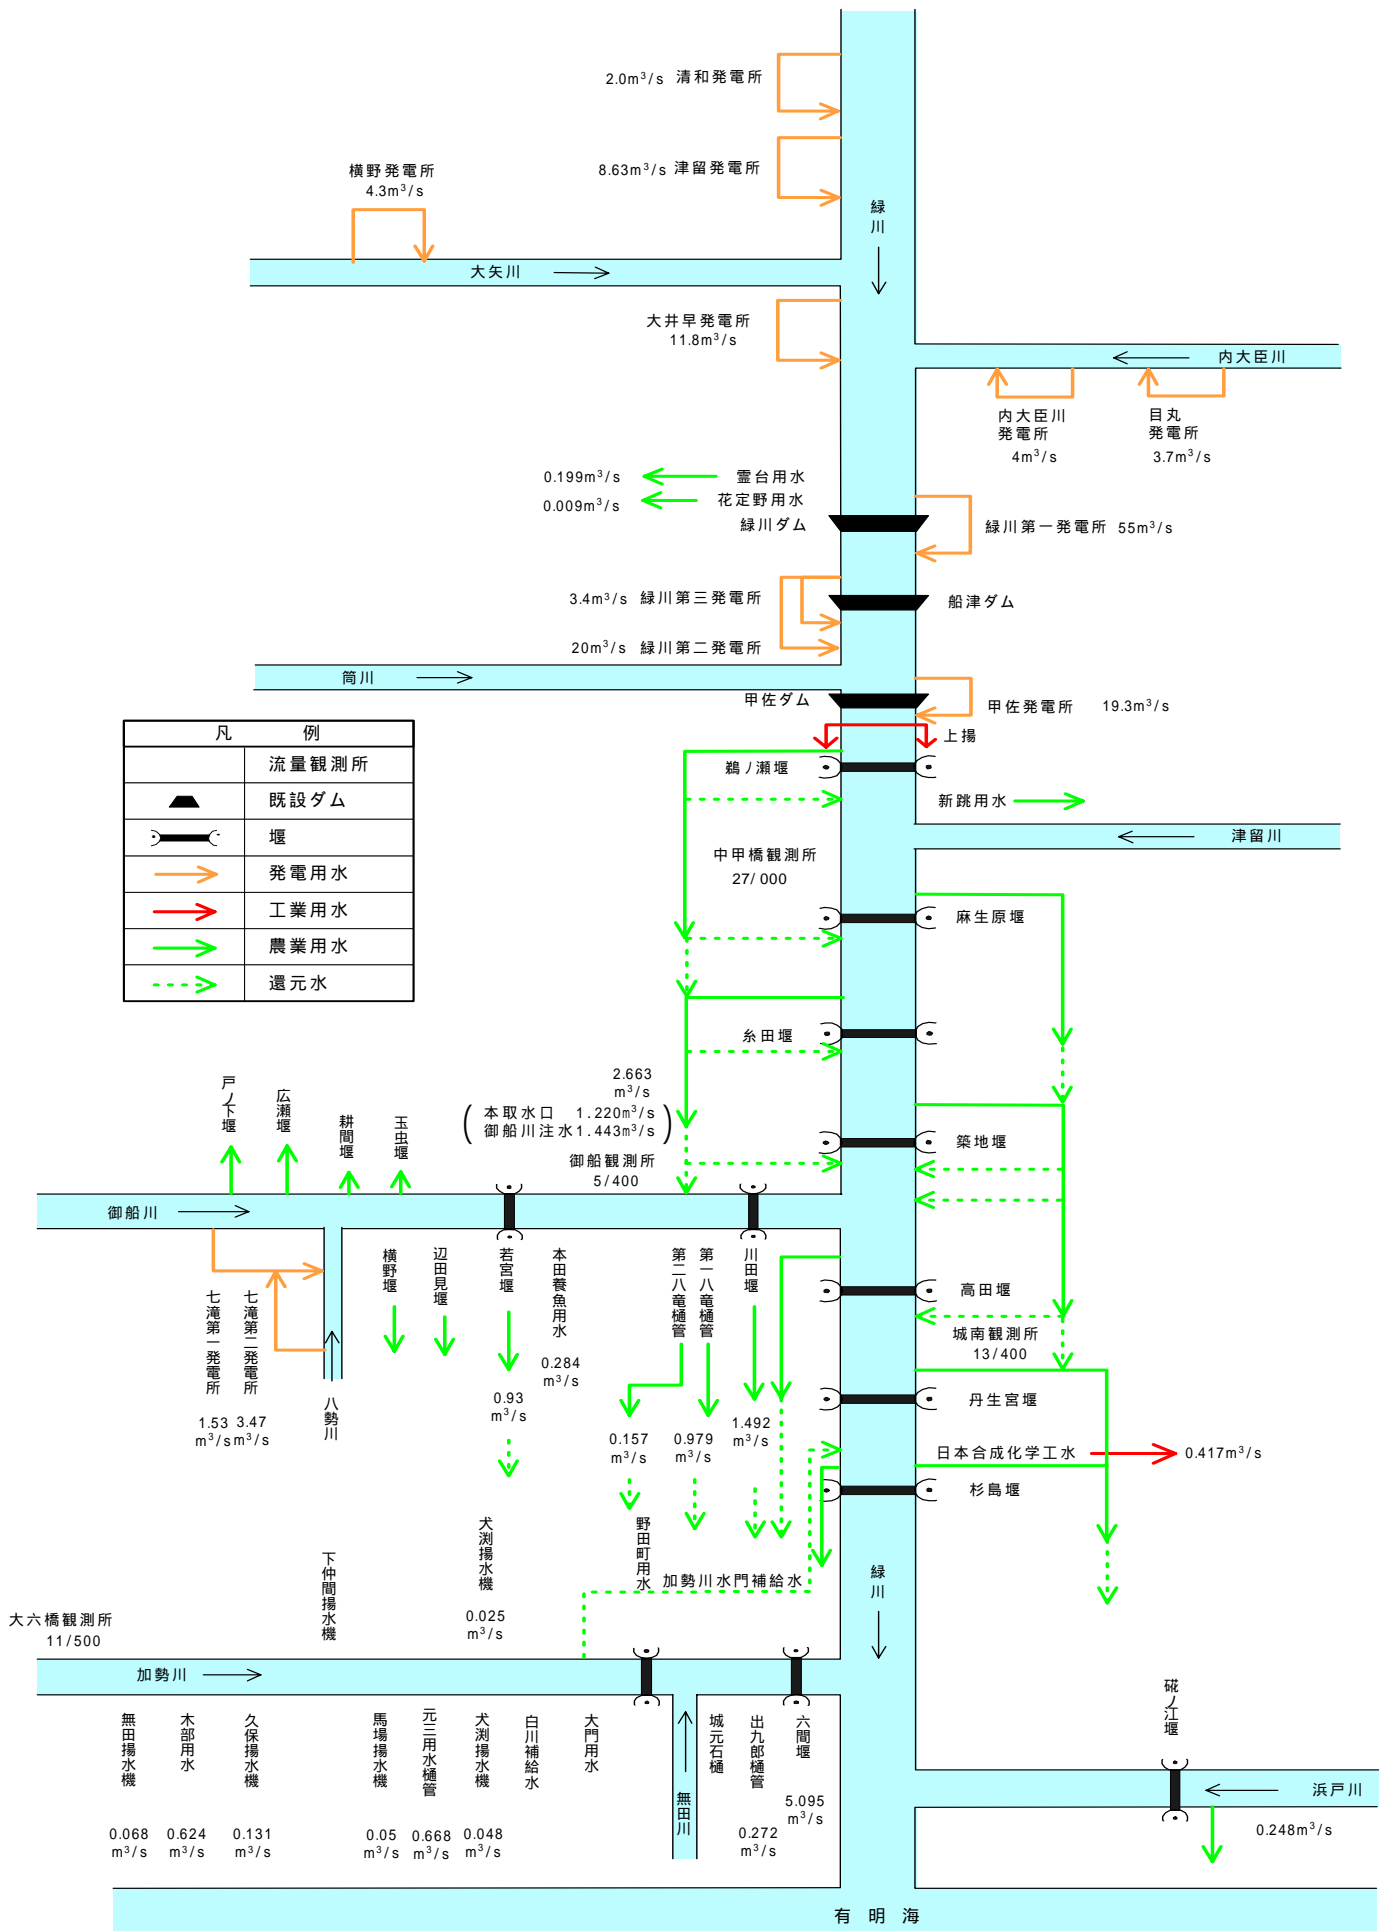 2.0m³/s 清和発電所
8.63m³/s 津留発電所
横野発電所
4.3m³/s
緑川
大矢川
大井早発電所
11.8m³/s
内大臣川
内大臣川
発電所
4m³/s
目丸
発電所
3.7m³/s
0.199m³/s 霊台用水
0.009m³/s 花定野用水
緑川ダム
緑川第一発電所 55m³/s
3.4m³/s 緑川第三発電所
船津ダム
20m³/s 緑川第二発電所
筒川
甲佐ダム
甲佐発電所 19.3m³/s
上揚
凡 例
流量観測所
既設ダム
堰
発電用水
工業用水
農業用水
還元水
鵜ノ瀬堰
新跳用水
津留川
中甲橋観測所
27/000
麻生原堰
糸田堰
2.663
m³/s
本取水口 1.220m³/s
御船川注水1.443m³/s
築地堰
御船観測所
5/400
戸ノ下堰
広瀬堰
耕間堰
玉虫堰
御船川
七滝第一発電所
1.53
m³/s
七滝第二発電所
3.47
m³/s
八勢川
横野堰
辺田見堰
若宮堰
0.93
m³/s
本田養魚用水
0.284
m³/s
第二八竜樋管
0.157
m³/s
第一八竜樋管
0.979
m³/s
川田堰
1.492
m³/s
高田堰
城南観測所
13/400
丹生宮堰
日本合成化学工水 0.417m³/s
杉島堰
下仲間揚水機
犬渕揚水機
0.025
m³/s
野田町用水
加勢川水門補給水
緑川
大六橋観測所
11/500
加勢川
無田揚水機
0.068
m³/s
木部用水
0.624
m³/s
久保揚水機
0.131
m³/s
馬場揚水機
0.05
m³/s
元三用水樋管
0.668
m³/s
犬渕揚水機
0.048
m³/s
白川補給水
大門用水
無田川
城元石樋
出九郎樋管
0.272
m³/s
六間堰
5.095
m³/s
硴ノ江堰
浜戸川
0.248m³/s
有明海